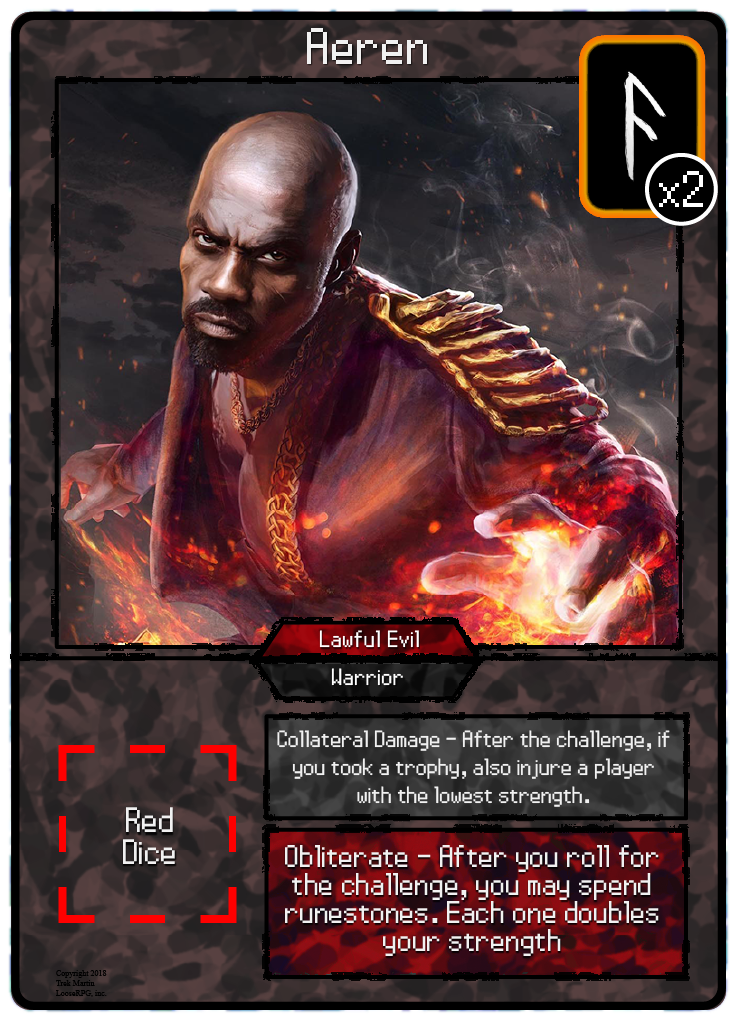 Aeren
ᚨ
x2
Lawful Evil
Warrior
Collateral Damage - After the challenge, if
you took a trophy, also injure a player
with the lowest strength.
Red
Dice
Obliterate - After you roll for
the challenge, you may spend
runestones. Each one doubles
your strength
Copyright 2018
Trek Martin
LooseRPG, inc.